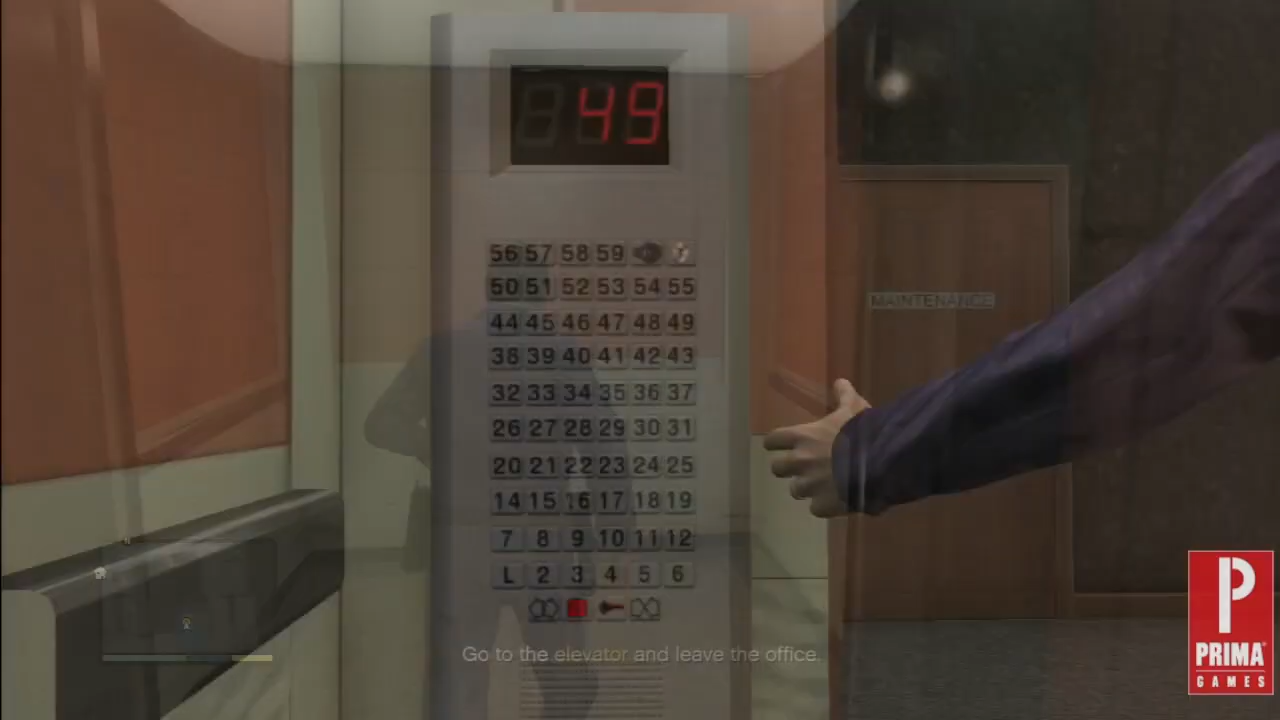 49
56 57 58 59
50 51 52 53 54 55
44 45 46 47 48 49
38 39 40 41 42 43
32 33 34 35 36 37
26 27 28 29 30 31
20 21 22 23 24 25
14 15 16 17 18 19
7 8 9 10 11 12
L 2 3 4 5 6
MAINTENANCE
Go to the elevator and leave the office.
PRIMA
GAMES